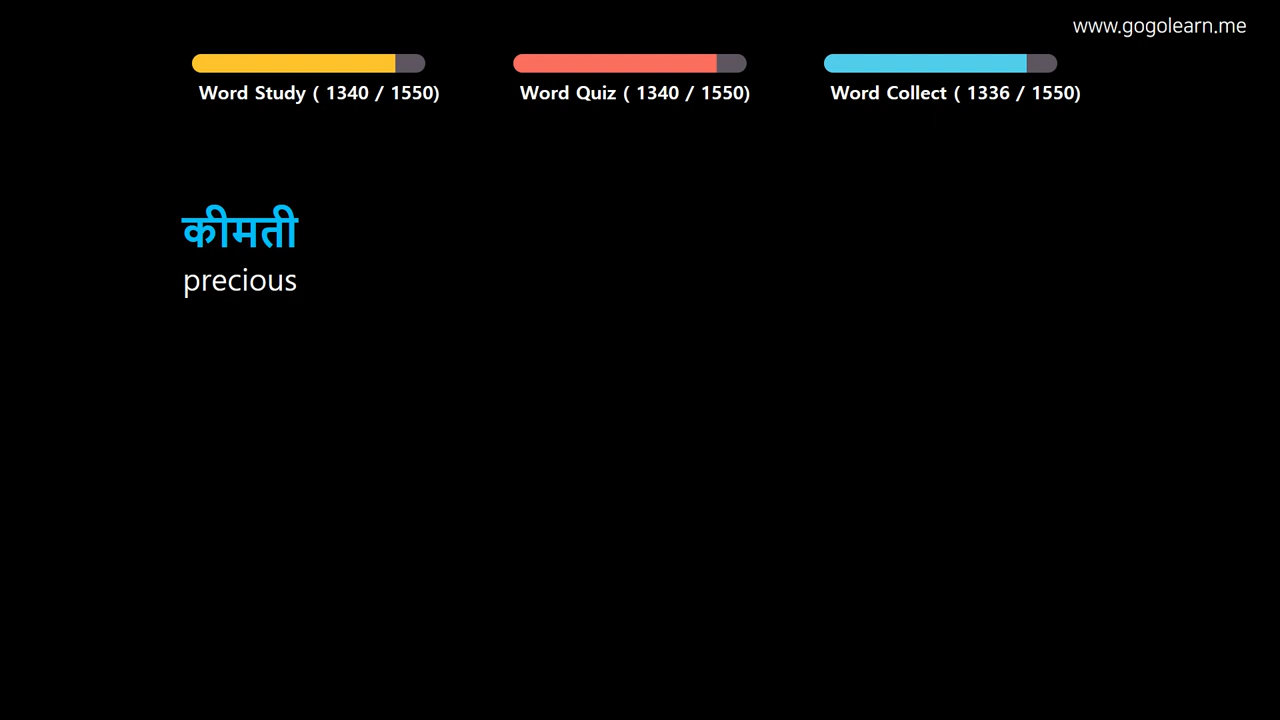 www.gogolearn.me
Word Study ( 1340 / 1550)
Word Quiz ( 1340 / 1550)
Word Collect ( 1336 / 1550)
कीमती
precious